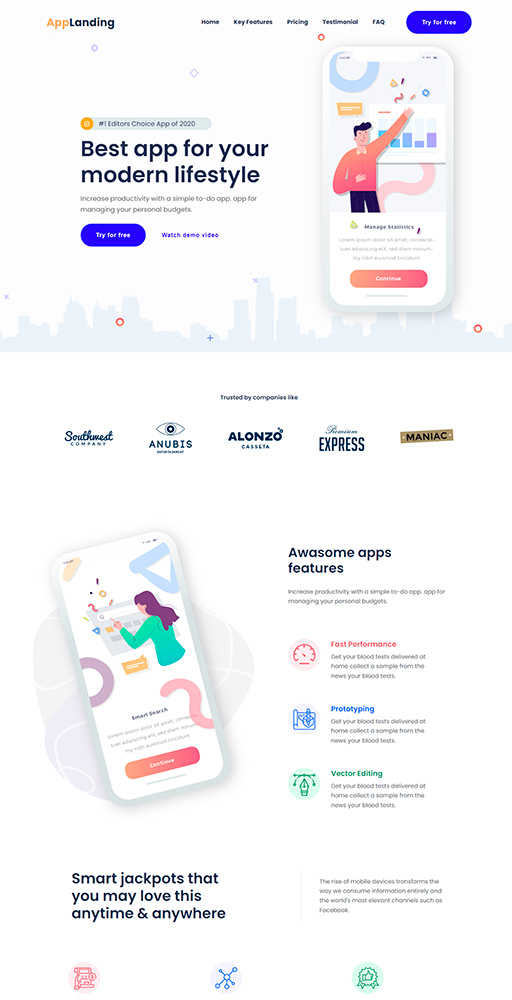 AppLanding
Home Key Features Pricing Testimonial FAQ Try for free
#1 Editors Choice App of 2020
Best app for your
modern lifestyle
Increase productivity with a simple to-do app. app for
managing your personal budgets.
Try for free Watch demo video
Manage Statistics
Lorem ipsum dolor sit amet, consecte-
tuer adipiscing elit, sed diam nonum-
my nibh euismod tincidunt
Continue
Trusted by companies like
Southwest
COMPANY
ANUBIS
ENTERTAINMENT
ALONZO
CASSETA
Premium
EXPRESS
MANIAC
Awasome apps
features
Increase productivity with a simple to-do app. app for
managing your personal budgets.
Smart Search
Lorem ipsum dolor sit amet, consec
tuer adipiscing elit, sed diam nonum-
my nibh euismod tincidunt
Continue
Fast Performance
Get your blood tests delivered at
home collect a sample from the
news your blood tests.
Prototyping
Get your blood tests delivered at
home collect a sample from the
news your blood tests.
Vector Editing
Get your blood tests delivered at
home collect a sample from the
news your blood tests.
Smart jackpots that
you may love this
anytime & anywhere
The rise of mobile devices transforms the
way we consume information entirely and
the world's most elevant channels such as
Facebook.